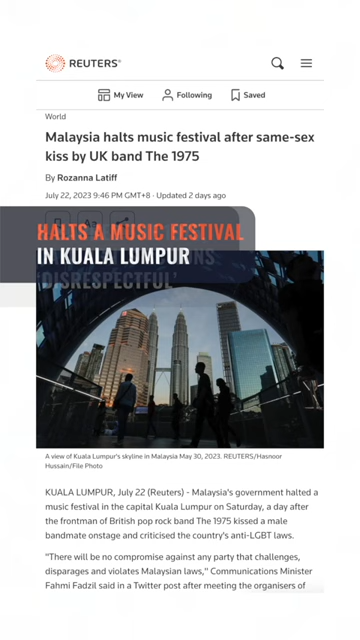 REUTERS®
My View Following Saved
World
Malaysia halts music festival after same-sex
kiss by UK band The 1975
By Rozanna Latiff
July 22, 2023 9:46 PM GMT+8 · Updated 2 days ago
HALTS A MUSIC FESTIVAL
IN KUALA LUMPUR
'DISRESPECTFUL'
A view of Kuala Lumpur's skyline in Malaysia May 30, 2023. REUTERS/Hasnoor
Hussain/File Photo
KUALA LUMPUR, July 22 (Reuters) - Malaysia's government halted a
music festival in the capital Kuala Lumpur on Saturday, a day after
the frontman of British pop rock band The 1975 kissed a male
bandmate onstage and criticised the country's anti-LGBT laws.
"There will be no compromise against any party that challenges,
disparages and violates Malaysian laws," Communications Minister
Fahmi Fadzil said in a Twitter post after meeting the organisers of